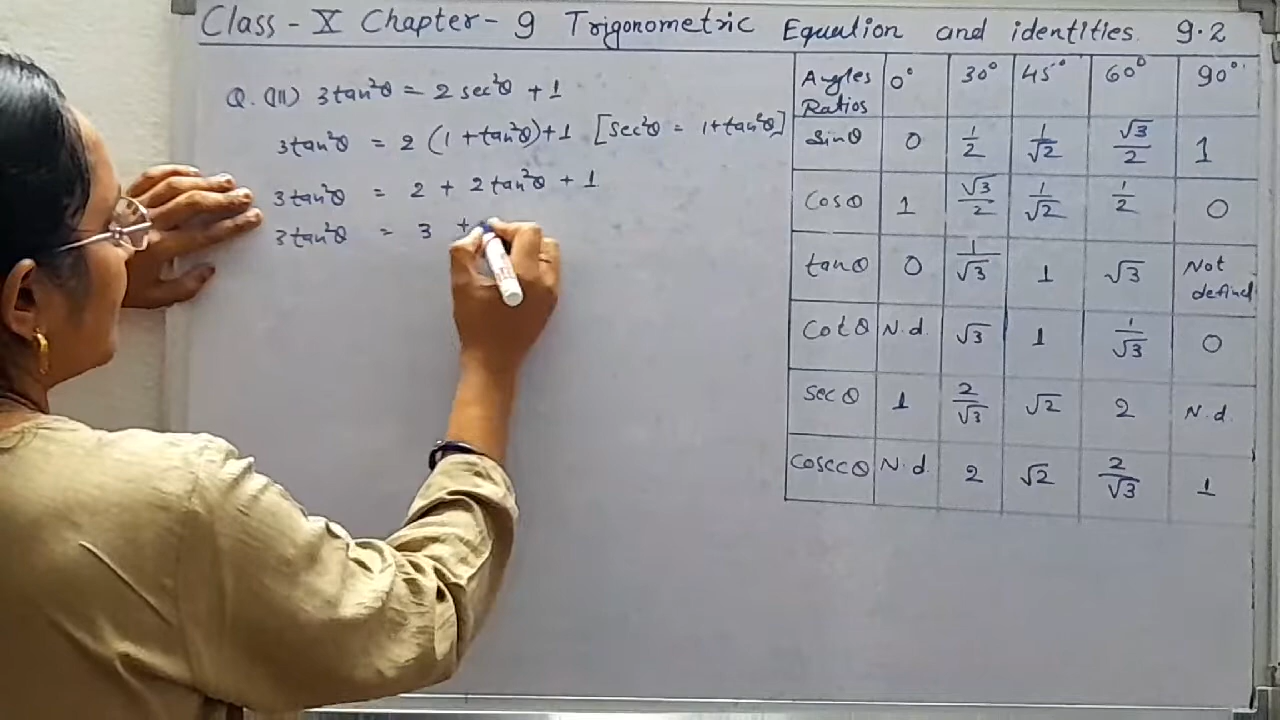 Class - X Chapter - 9 Trigonometric Equation and identities. 9.2
Q. (11) 3tan²θ = 2 sec²θ + 1
3tan²θ = 2 (1 + tan²θ) + 1 [sec²θ = 1 + tan²θ]
3tan²θ = 2 + 2tan²θ + 1
3tan²θ = 3 +
Angles Ratios 0° 30° 45° 60° 90°
Sinθ 0 1/2 1/√2 √3/2 1
Cosθ 1 √3/2 1/√2 1/2 0
tanθ 0 1/√3 1 √3 Not defined
Cotθ N.d. √3 1 1/√3 0
Secθ 1 2/√3 √2 2 N.d.
Cosecθ N.d 2 √2 2/√3 1